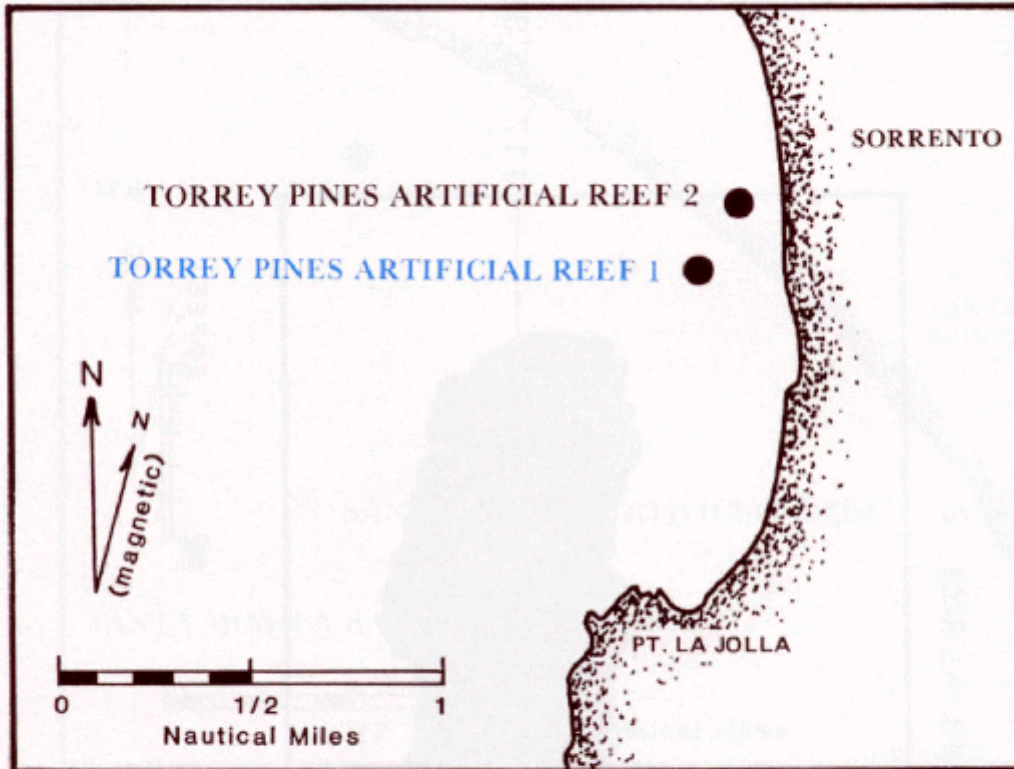 SORRENTO
TORREY PINES ARTIFICIAL REEF 2
TORREY PINES ARTIFICIAL REEF 1
N
N
(magnetic)
PT. LA JOLLA
0 1/2 1
Nautical Miles